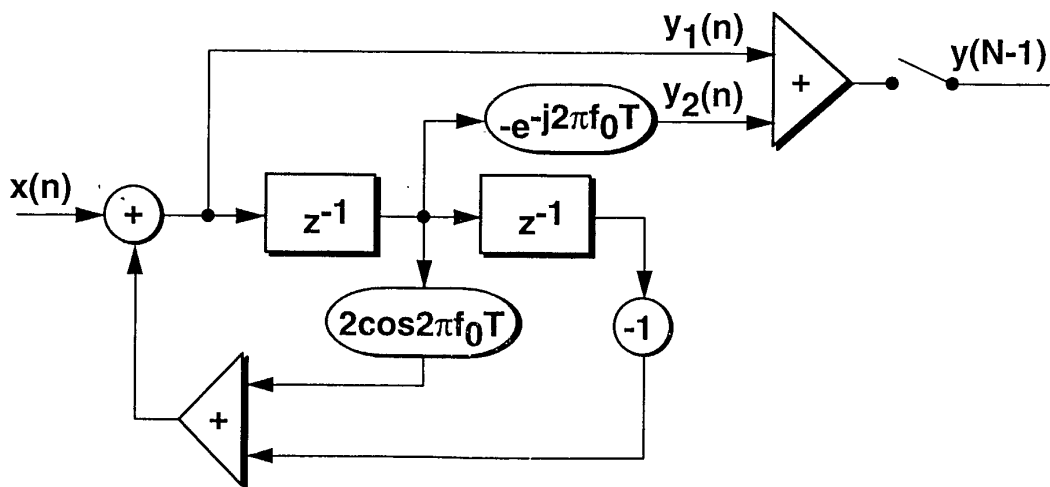 y1(n)
y(N-1)
+
y2(n)
-e-j2πf0T
x(n)
+
z-1
z-1
2cos2πf0T
-1
+